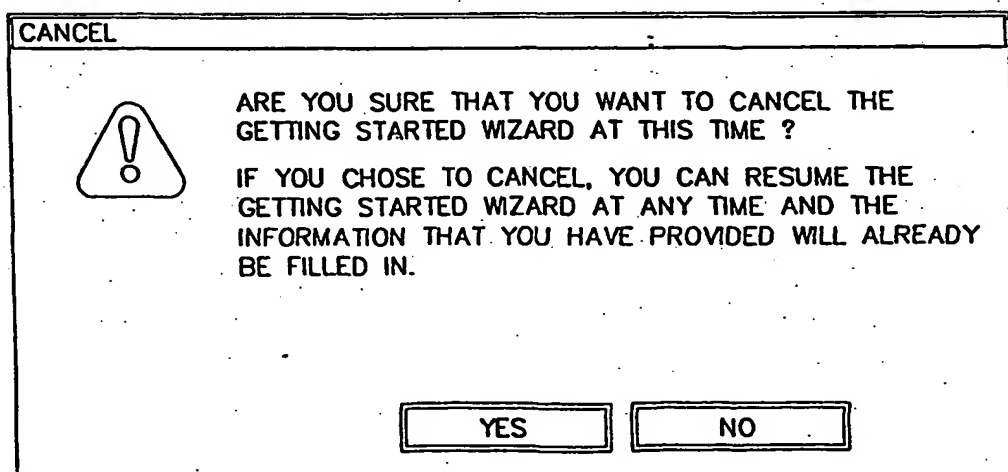 CANCEL
ARE YOU SURE THAT YOU WANT TO CANCEL THE
GETTING STARTED WIZARD AT THIS TIME ?
IF YOU CHOSE TO CANCEL, YOU CAN RESUME THE
GETTING STARTED WIZARD AT ANY TIME AND THE
INFORMATION THAT YOU HAVE PROVIDED WILL ALREADY
BE FILLED IN.
YES NO